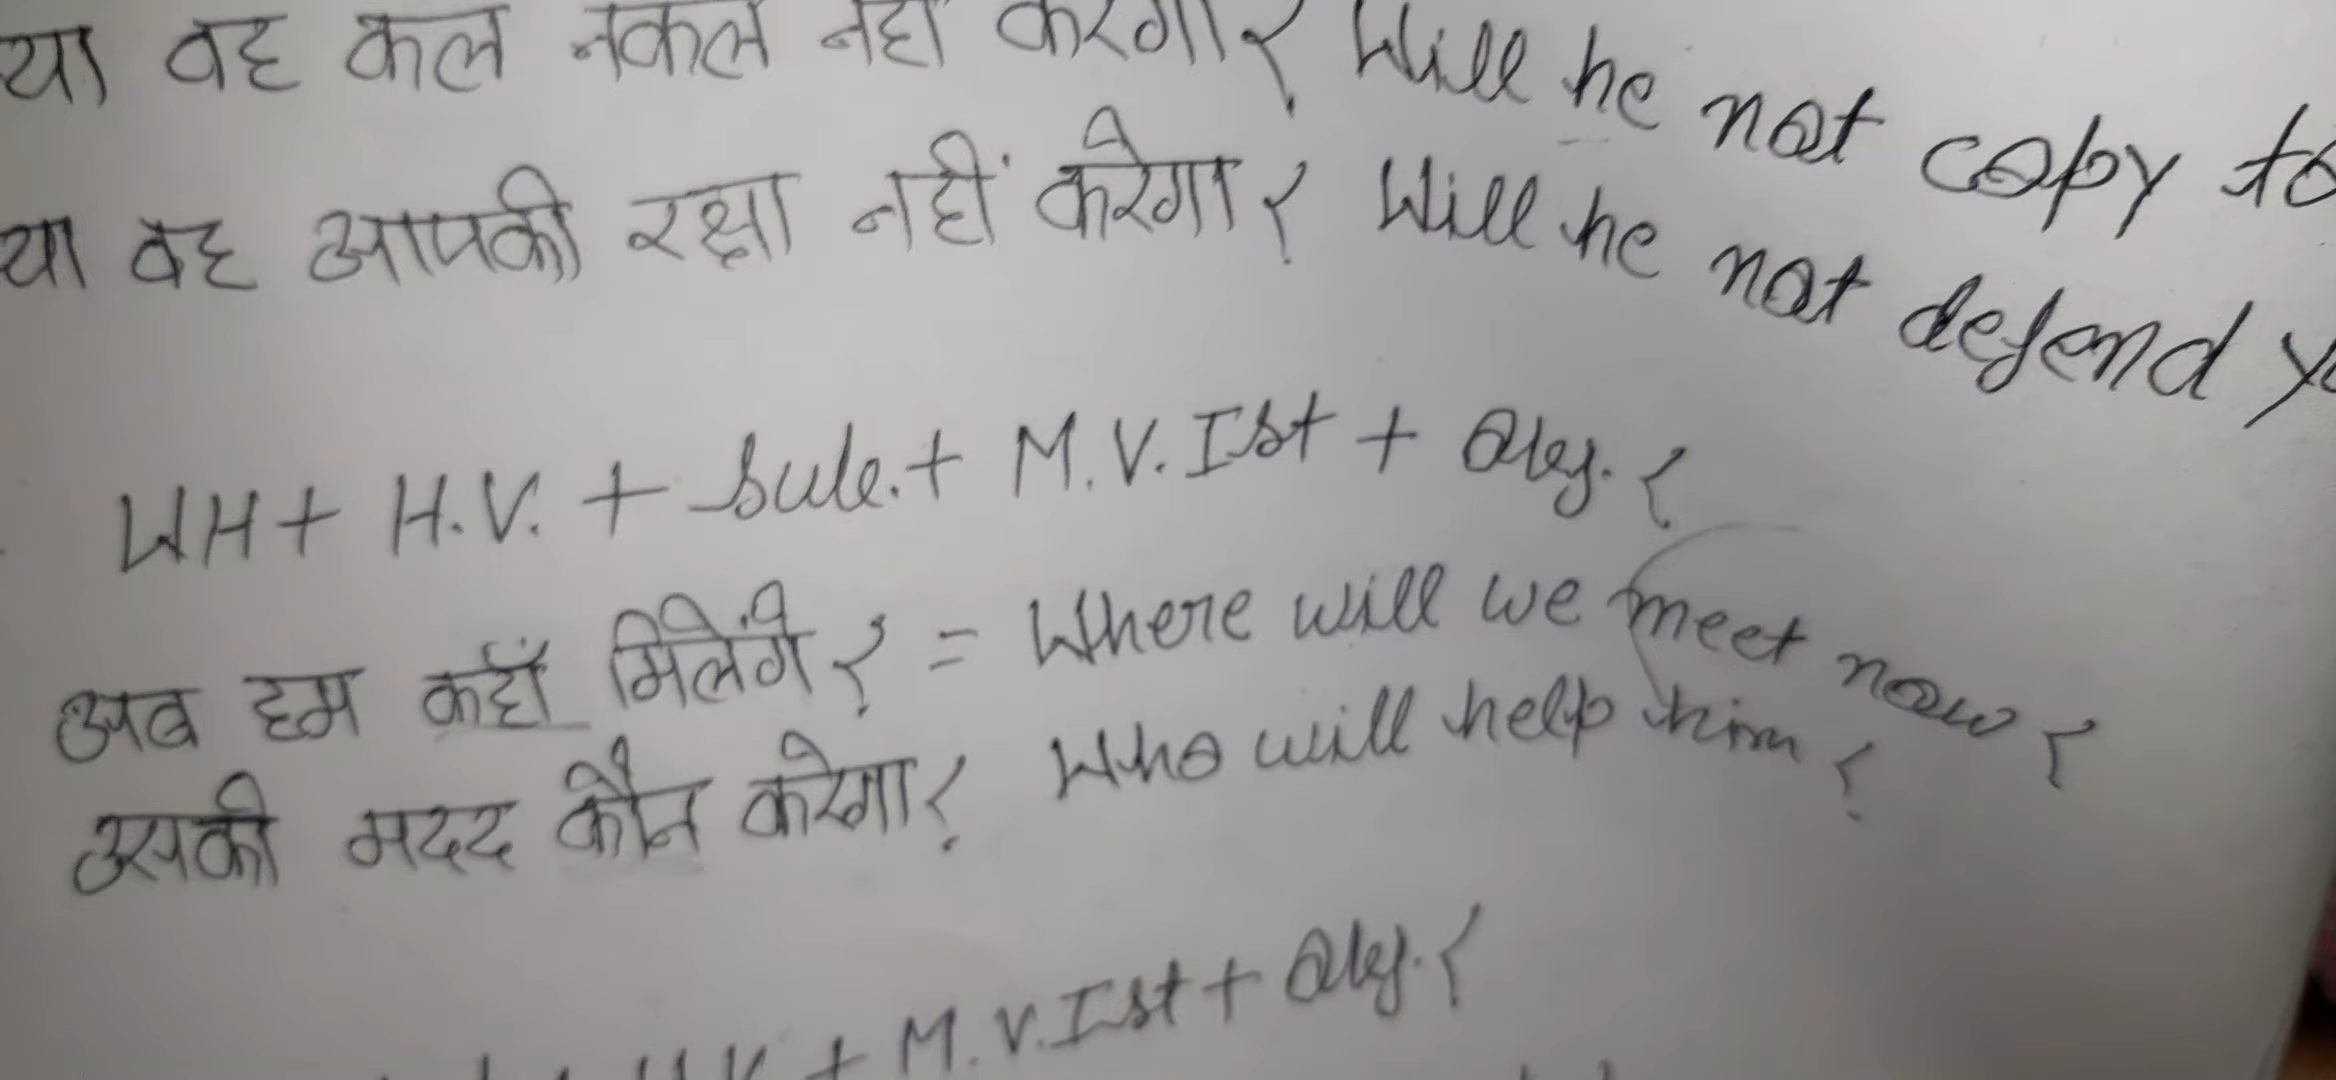 या वह कल नकल नहीं करेगा? Will he not copy to
या वह आपकी रक्षा नहीं करेगा? Will he not defend y
WH + H.V. + Sub. + M.V. Ist + Obj. ?
अब हम कहाँ मिलेंगे? = Where will we meet now?
उसकी मदद कौन करेगा? Who will help him?
+ M.V. Ist + Obj. ?